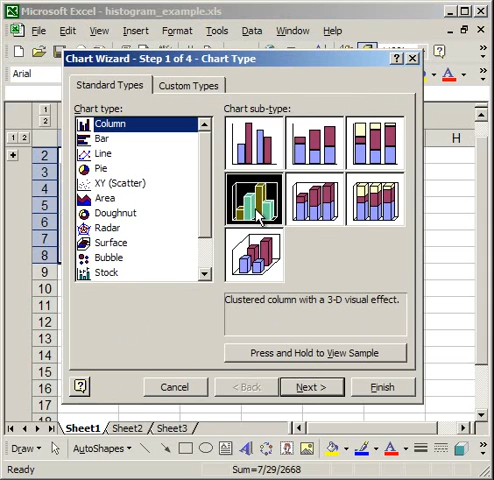 Microsoft Excel - histogram_example.xls
File Edit View Insert Format Tools Data Window Help
Arial
Chart Wizard - Step 1 of 4 - Chart Type
Standard Types Custom Types
Chart type:
Column
Bar
Line
Pie
XY (Scatter)
Area
Doughnut
Radar
Surface
Bubble
Stock
Chart sub-type:
Clustered column with a 3-D visual effect.
Press and Hold to View Sample
Cancel < Back Next > Finish
1
2
1 2
H
2
3
4
5
6
7
8
9
10
11
12
13
14
15
16
17
18
Sheet1 Sheet2 Sheet3
Draw AutoShapes
Ready Sum=7/29/2668